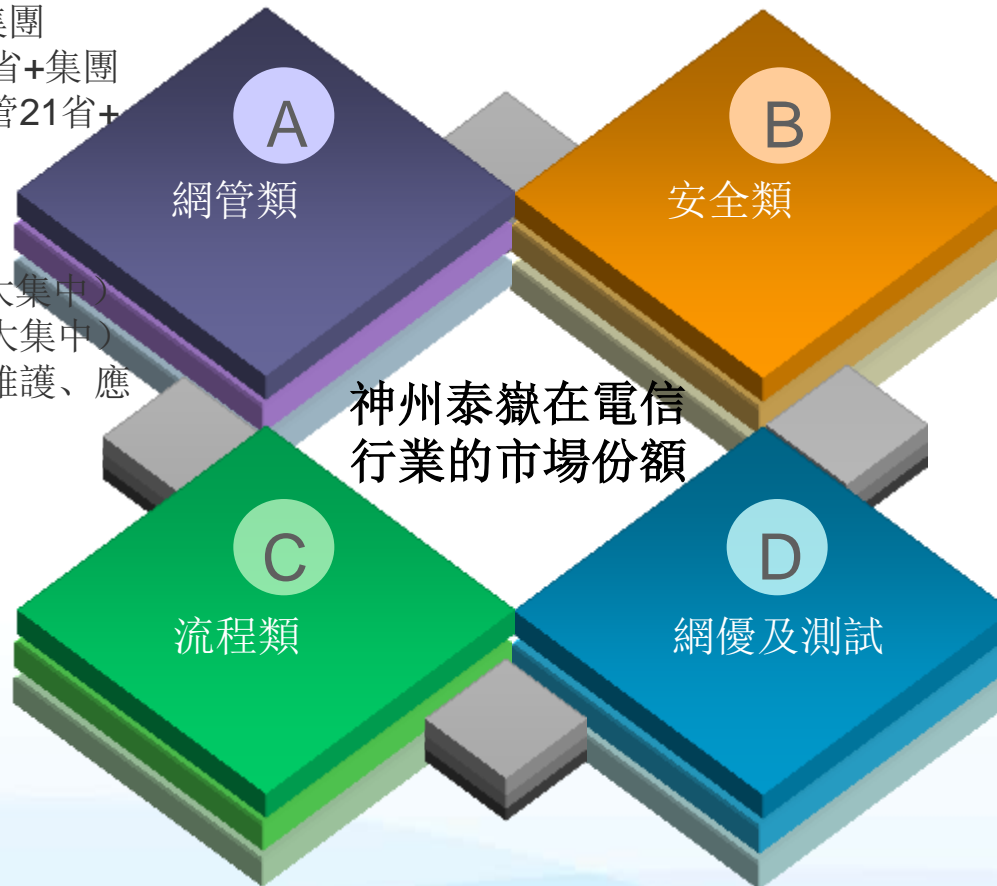 集團
省+集團
管21省+
大集中）
大集中）
維護、應
A
網管類
B
安全類
神州泰嶽在電信
行業的市場份額
C
流程類
D
網優及測試